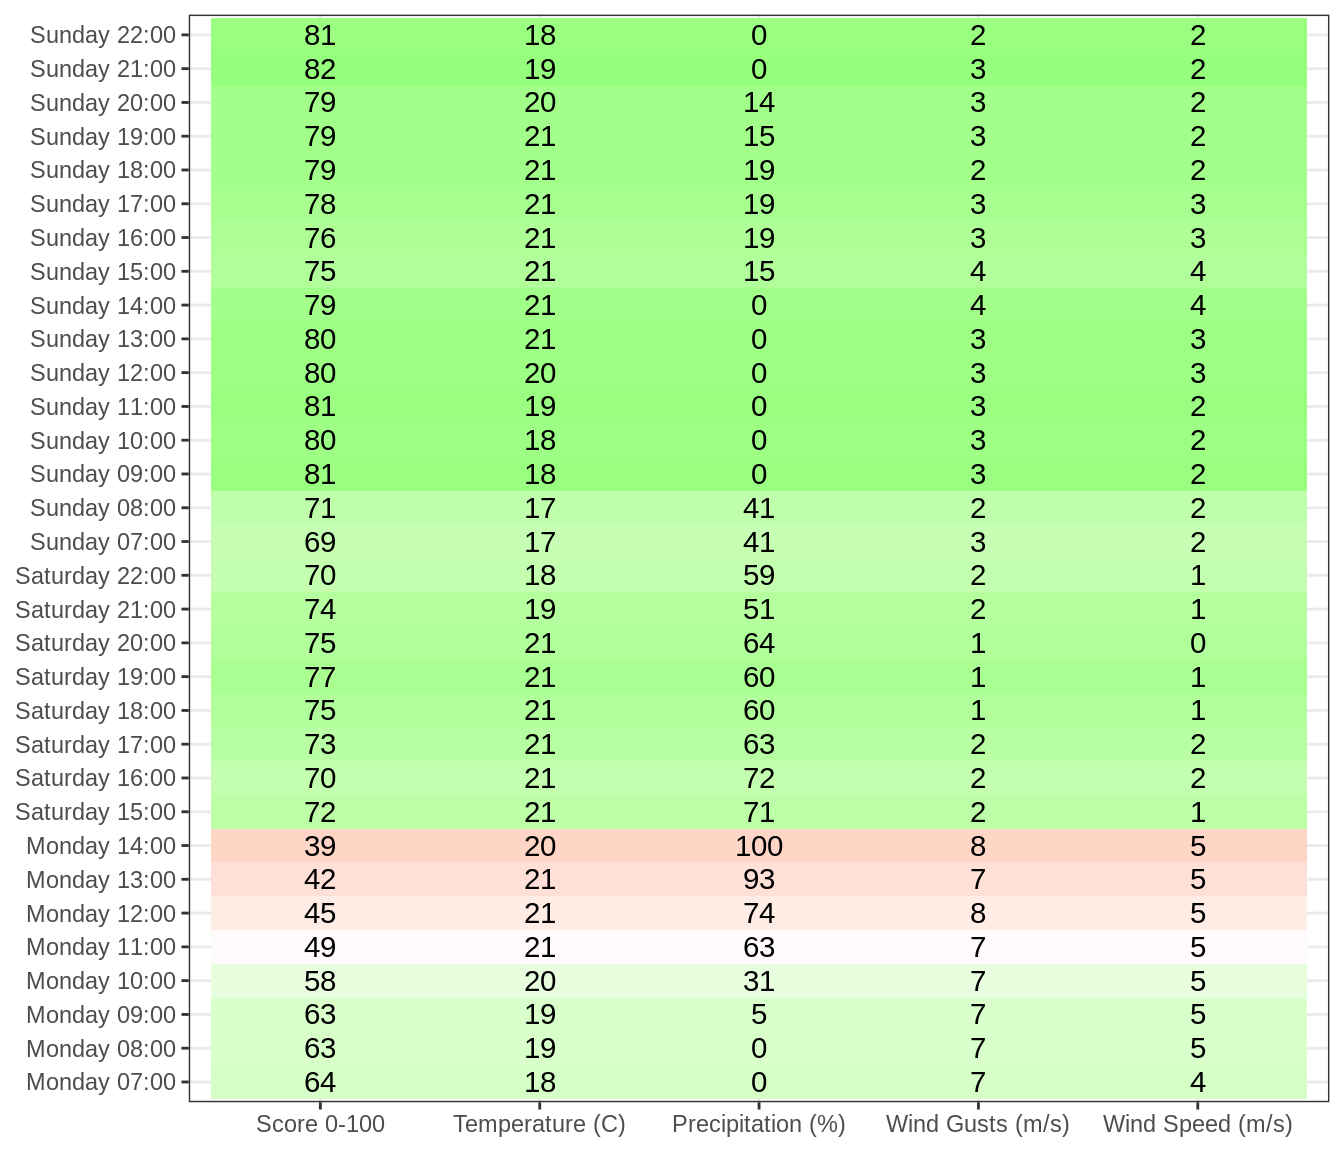 Sunday 22:00 81 18 0 2 2
Sunday 21:00 82 19 0 3 2
Sunday 20:00 79 20 14 3 2
Sunday 19:00 79 21 15 3 2
Sunday 18:00 79 21 19 2 2
Sunday 17:00 78 21 19 3 3
Sunday 16:00 76 21 19 3 3
Sunday 15:00 75 21 15 4 4
Sunday 14:00 79 21 0 4 4
Sunday 13:00 80 21 0 3 3
Sunday 12:00 80 20 0 3 3
Sunday 11:00 81 19 0 3 2
Sunday 10:00 80 18 0 3 2
Sunday 09:00 81 18 0 3 2
Sunday 08:00 71 17 41 2 2
Sunday 07:00 69 17 41 3 2
Saturday 22:00 70 18 59 2 1
Saturday 21:00 74 19 51 2 1
Saturday 20:00 75 21 64 1 0
Saturday 19:00 77 21 60 1 1
Saturday 18:00 75 21 60 1 1
Saturday 17:00 73 21 63 2 2
Saturday 16:00 70 21 72 2 2
Saturday 15:00 72 21 71 2 1
Monday 14:00 39 20 100 8 5
Monday 13:00 42 21 93 7 5
Monday 12:00 45 21 74 8 5
Monday 11:00 49 21 63 7 5
Monday 10:00 58 20 31 7 5
Monday 09:00 63 19 5 7 5
Monday 08:00 63 19 0 7 5
Monday 07:00 64 18 0 7 4
Score 0-100 Temperature (C) Precipitation (%) Wind Gusts (m/s) Wind Speed (m/s)